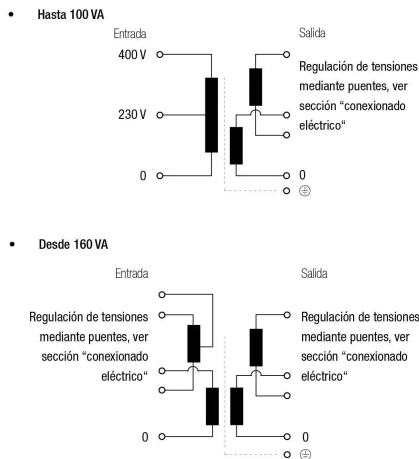 • Hasta 100 VA
Entrada
Salida
400 V
230 V
0
Regulación de tensiones
mediante puentes, ver
sección “conexionado
eléctrico“
0
• Desde 160 VA
Entrada
Salida
Regulación de tensiones
mediante puentes, ver
sección “conexionado
eléctrico“
0
Regulación de tensiones
mediante puentes, ver
sección “conexionado
eléctrico“
0